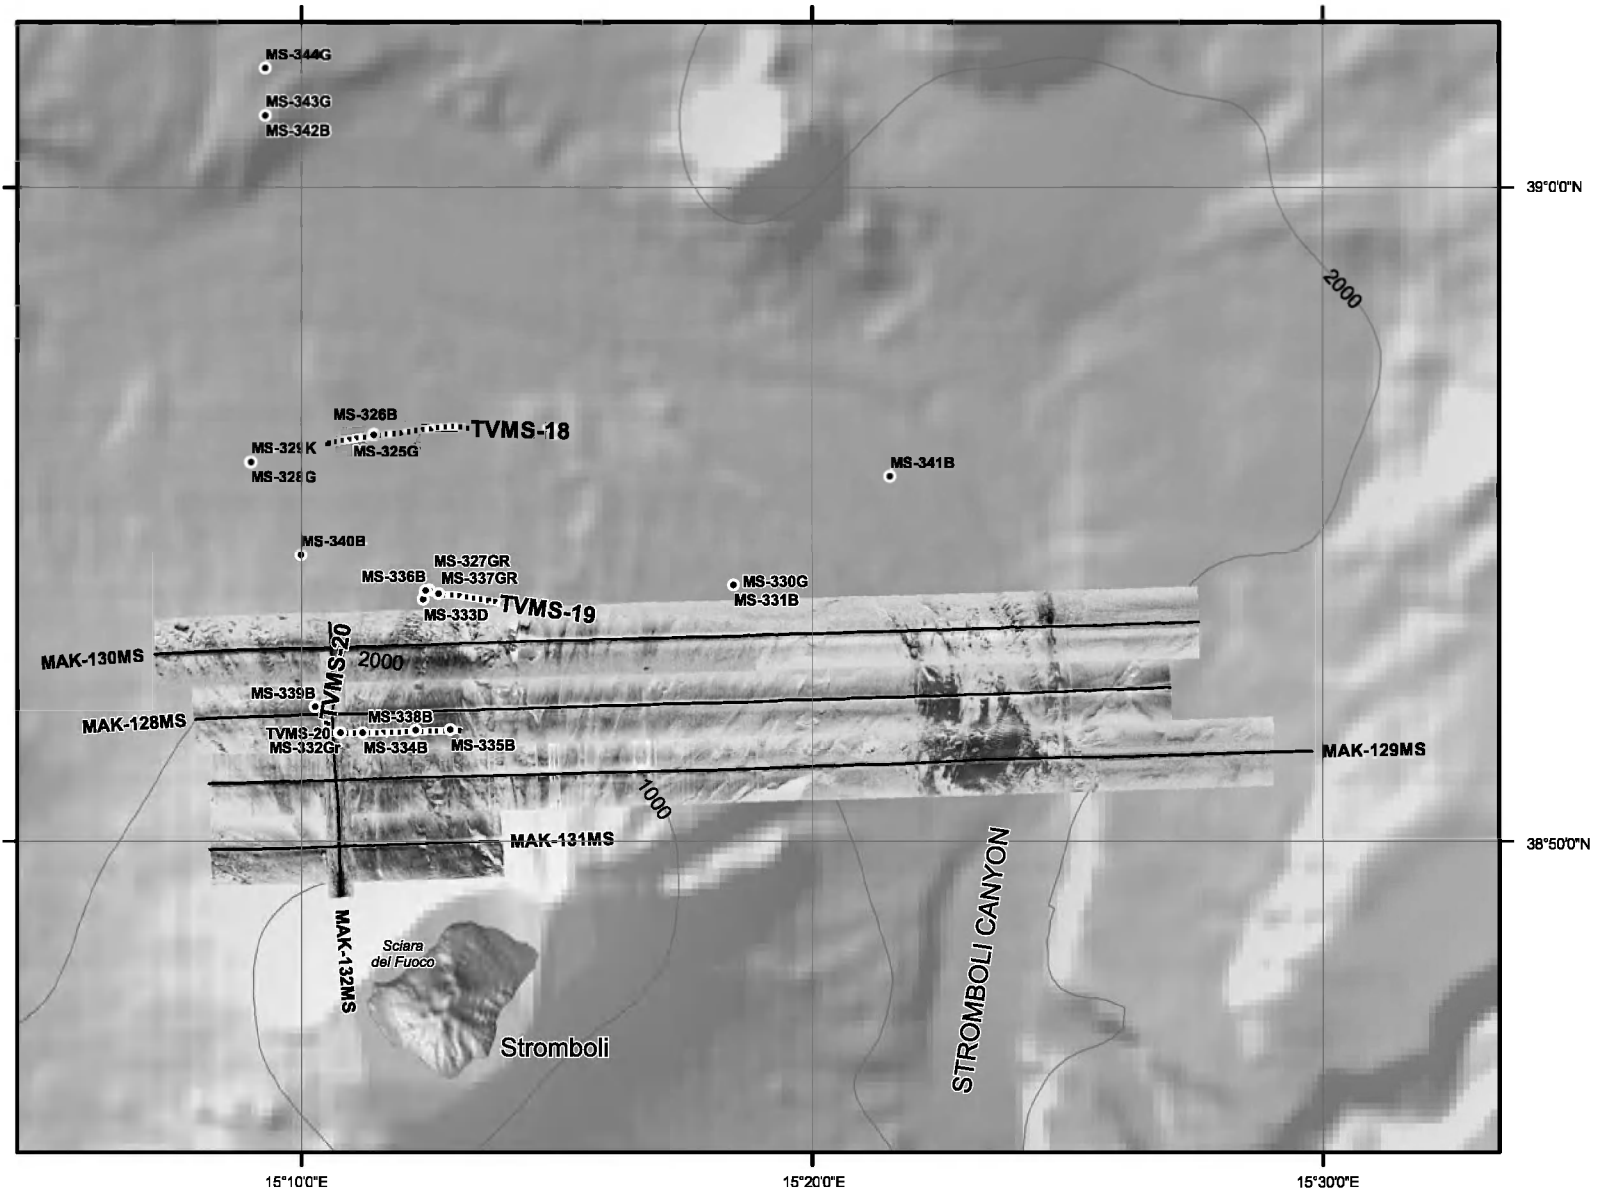 MS-344G
MS-343G
MS-342B
39°0'0"N
2000
MS-326B
TVMS-18
MS-329K
MS-325G
MS-328G
MS-341B
MS-340B
MS-327GR
MS-336B
MS-337GR
MS-330G
MS-331B
MS-333D
TVMS-19
MAK-130MS
2000
TVMS-20
MS-339B
MAK-128MS
MS-338B
TVMS-20
MS-332Gr
MS-334B
MS-335B
MAK-129MS
1000
MAK-131MS
38°50'0"N
MAK-132MS
Sciara
del Fuoco
Stromboli
STROMBOLI CANYON
15°10'0"E
15°20'0"E
15°30'0"E